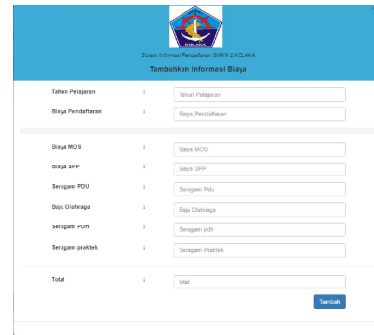 KOLAKA
Sistem Informasi Pendaftaran SMKN 2 KOLAKA
Tambahkan Informasi Biaya
Tahun Pelajaran : Tahun Pelajaran
Biaya Pendaftaran : Biaya Pendaftaran
Biaya MOS : Biaya MOS
Biaya SPP : Biaya SPP
Seragam PDU : Seragam Pdu
Baju Olahraga : Baju Olahraga
Seragam PDH : Seragam pdh
Seragam praktek : Seragam Praktek
Total : total
Tambah